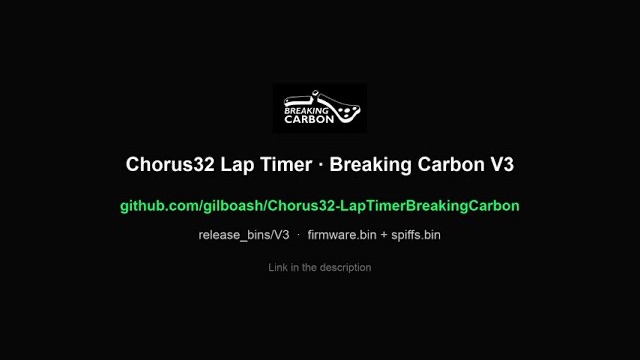 BREAKING
CARBON
Chorus32 Lap Timer · Breaking Carbon V3
github.com/gilboash/Chorus32-LapTimerBreakingCarbon
release_bins/V3 · firmware.bin + spiffs.bin
Link in the description